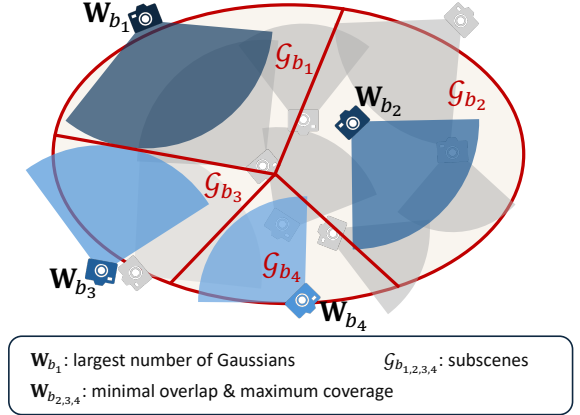 𝐖_{b_1}
𝒢_{b_1}
𝒢_{b_2}
𝐖_{b_2}
𝒢_{b_3}
𝐖_{b_3}
𝒢_{b_4}
𝐖_{b_4}
𝐖_{b_1}: largest number of Gaussians 𝒢_{b_{1,2,3,4}}: subscenes
𝐖_{b_{2,3,4}}: minimal overlap & maximum coverage